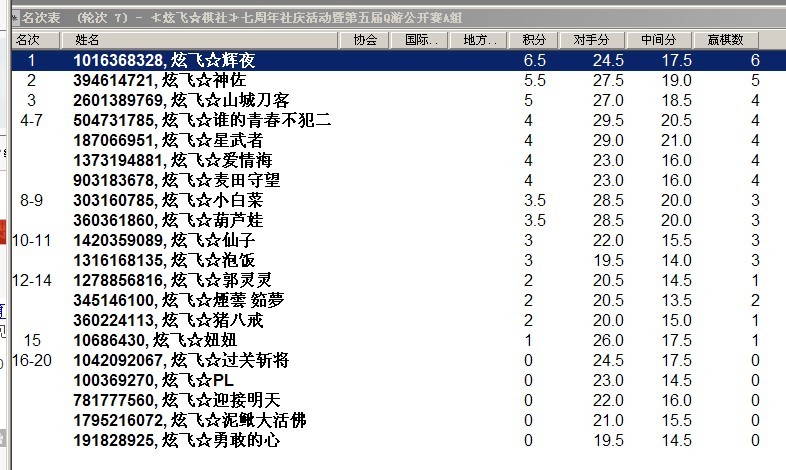 名次表 (轮次 7) - ≮炫飞☆棋社≯七周年社庆活动暨第五届Q游公开赛A组
名次 姓名 协会 国际.. 地方.. 积分 对手分 中间分 赢棋数
1 1016368328, 炫飞☆辉夜 6.5 24.5 17.5 6
2 394614721, 炫飞☆神佐 5.5 27.5 19.0 5
3 2601389769, 炫飞☆山城刀客 5 27.0 18.5 4
4-7 504731785, 炫飞☆谁的青春不犯二 4 29.5 20.5 4
187066951, 炫飞☆星武者 4 29.0 21.0 4
1373194881, 炫飞☆爱情海 4 23.0 16.0 4
903183678, 炫飞☆麦田守望 4 23.0 16.0 4
8-9 303160785, 炫飞☆小白菜 3.5 28.5 20.0 3
360361860, 炫飞☆葫芦娃 3.5 28.5 20.0 3
10-11 1420359089, 炫飞☆仙子 3 22.0 15.5 3
1316168135, 炫飞☆泡饭 3 19.5 14.0 3
12-14 1278856816, 炫飞☆郭灵灵 2 20.5 14.5 1
345146100, 炫飞☆煙蕓 筎夢 2 20.5 13.5 2
360224113, 炫飞☆猪八戒 2 20.0 15.0 1
15 10686430, 炫飞☆妞妞 1 26.0 17.5 1
16-20 1042092067, 炫飞☆过关斩将 0 24.5 17.5 0
100369270, 炫飞☆PL 0 23.0 14.5 0
781777560, 炫飞☆迎接明天 0 22.0 16.0 0
1795216072, 炫飞☆泥鳅大活佛 0 21.0 15.5 0
191828925, 炫飞☆勇敢的心 0 19.5 14.5 0